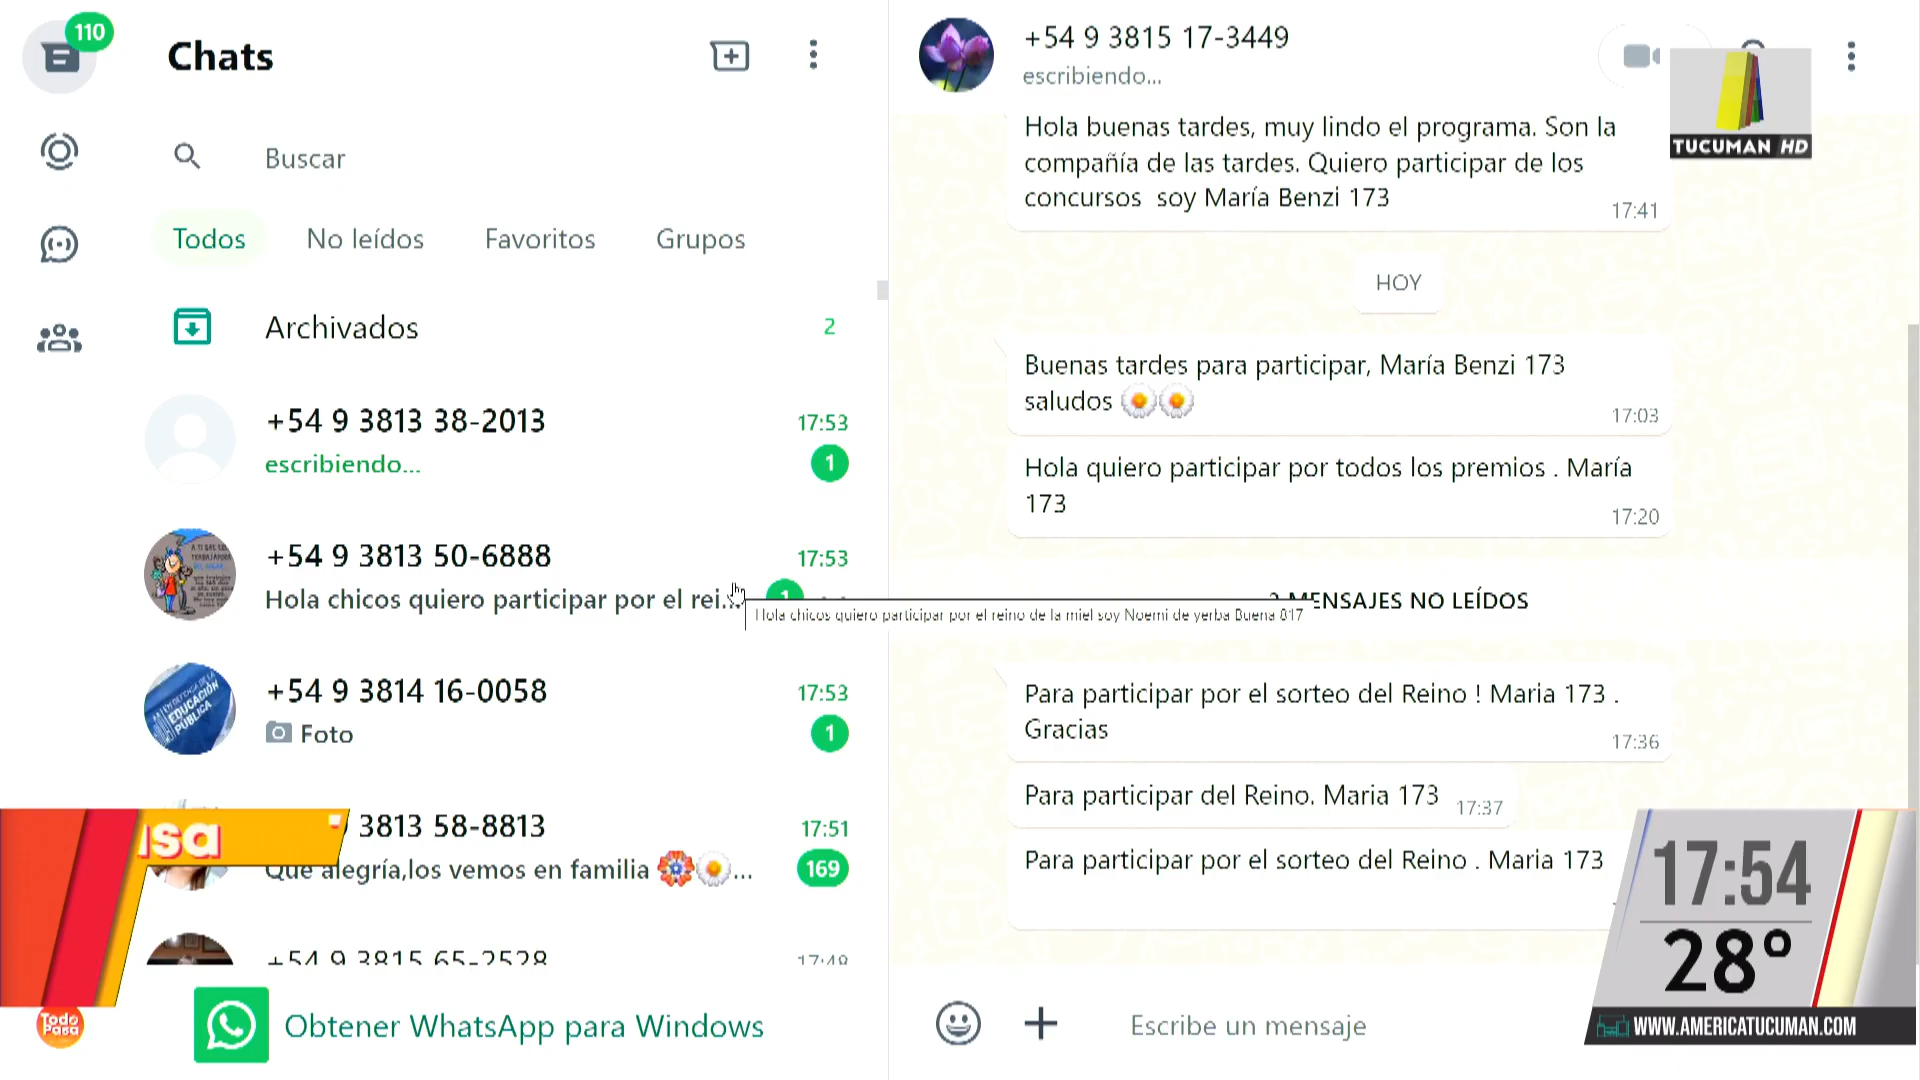 110
Chats
Buscar
Todos
No leídos
Favoritos
Grupos
Archivados
2
+54 9 3813 38-2013
17:53
escribiendo...
1
+54 9 3813 50-6888
17:53
Hola chicos quiero participar por el rei...
1
Hola chicos quiero participar por el reino de la miel soy Noemi de yerba Buena 817
+54 9 3814 16-0058
17:53
Foto
1
3813 58-8813
17:51
Que alegría,los vemos en familia 🏵️🌼...
169
+54 9 3815 65-2528
17:48
Obtener WhatsApp para Windows
Todo
Pasa
+54 9 3815 17-3449
escribiendo...
Hola buenas tardes, muy lindo el programa. Son la
compañía de las tardes. Quiero participar de los
concursos  soy María Benzi 173
17:41
HOY
Buenas tardes para participar, María Benzi 173
saludos 🌼🌼
17:03
Hola quiero participar por todos los premios . María
173
17:20
MENSAJES NO LEÍDOS
Para participar por el sorteo del Reino ! Maria 173 .
Gracias
17:36
Para participar del Reino. Maria 173
17:37
Para participar por el sorteo del Reino . Maria 173
Escribe un mensaje
TUCUMAN HD
17:54
28°
WWW.AMERICATUCUMAN.COM